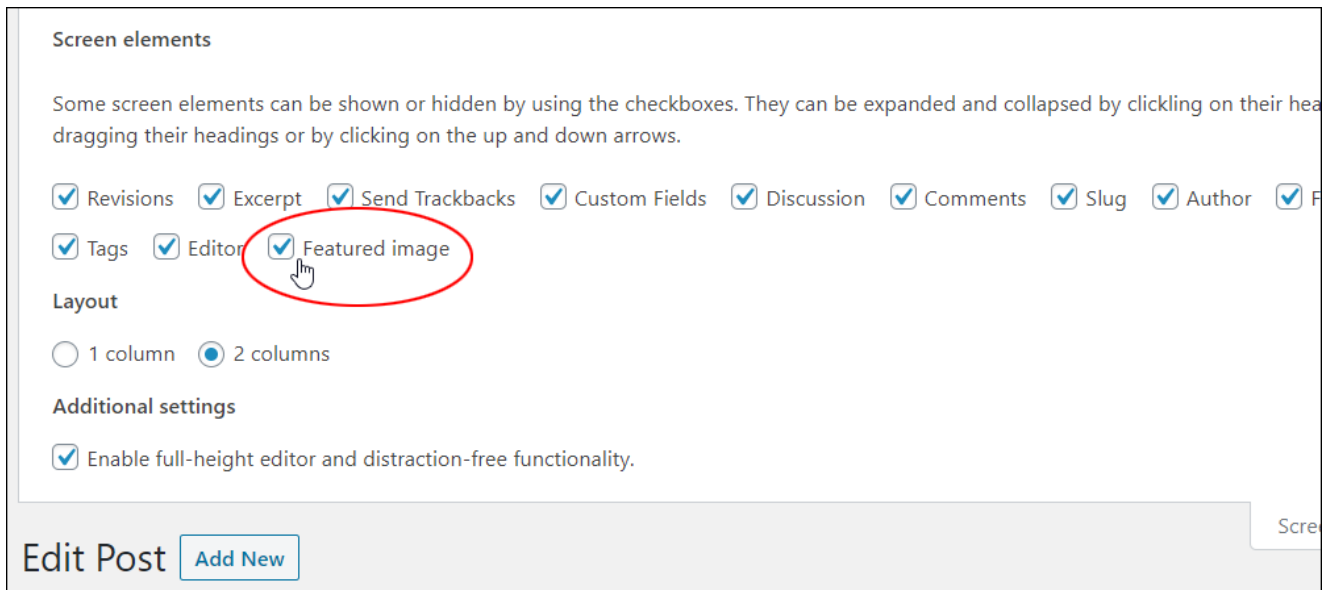 Screen elements
Some screen elements can be shown or hidden by using the checkboxes. They can be expanded and collapsed by clickling on their hea
dragging their headings or by clicking on the up and down arrows.
Revisions Excerpt Send Trackbacks Custom Fields Discussion Comments Slug Author F
Tags Editor Featured image
Layout
1 column 2 columns
Additional settings
Enable full-height editor and distraction-free functionality.
Scree
Edit Post Add New